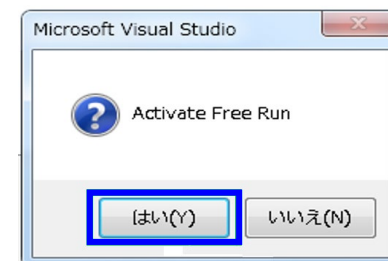 Microsoft Visual Studio
Activate Free Run
はい(Y)
いいえ(N)